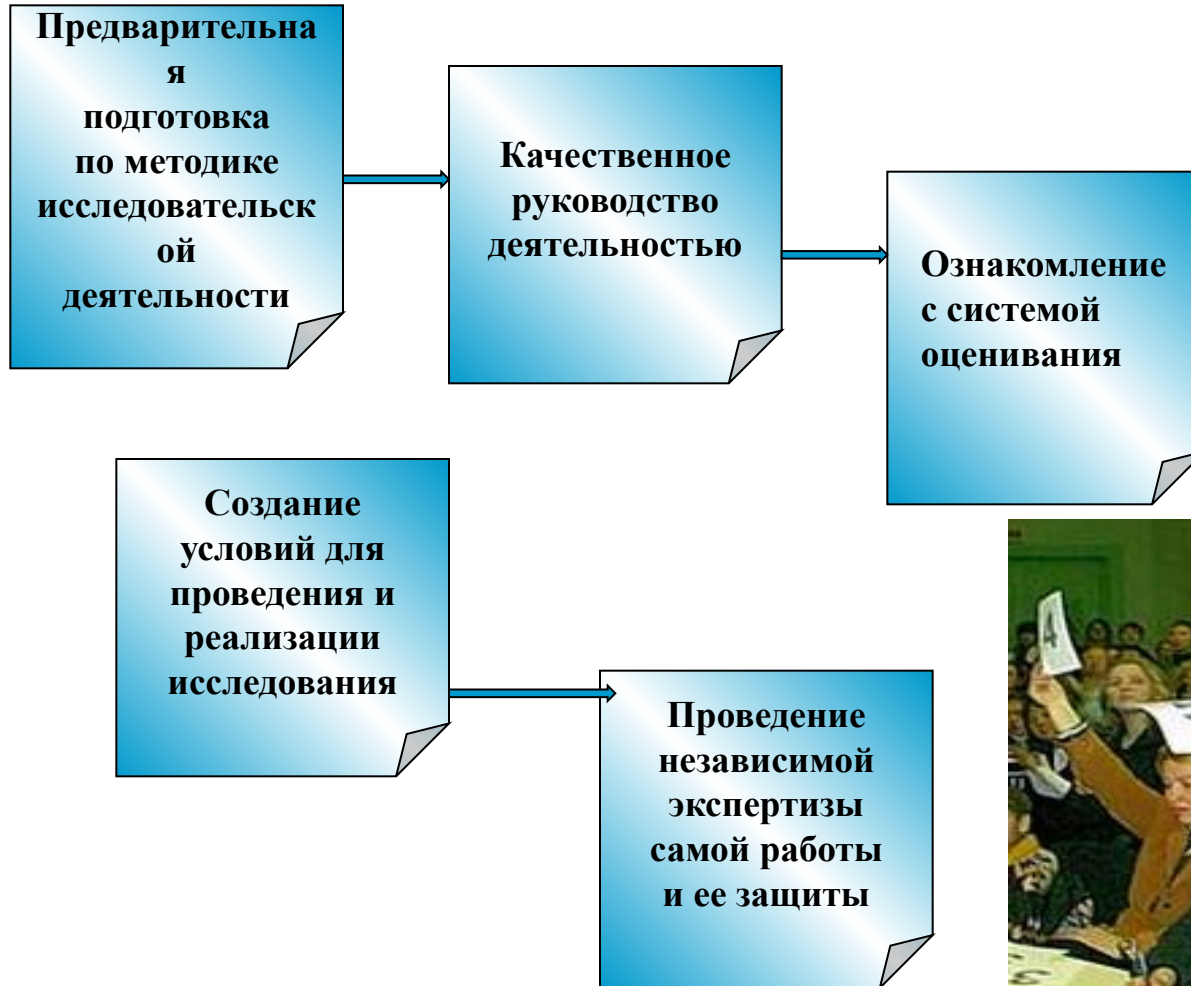 Предварительна
я
подготовка
по методике
исследовательск
ой
деятельности
Качественное
руководство
деятельностью
Ознакомление
с системой
оценивания
Создание
условий для
проведения и
реализации
исследования
Проведение
независимой
экспертизы
самой работы
и ее защиты
4